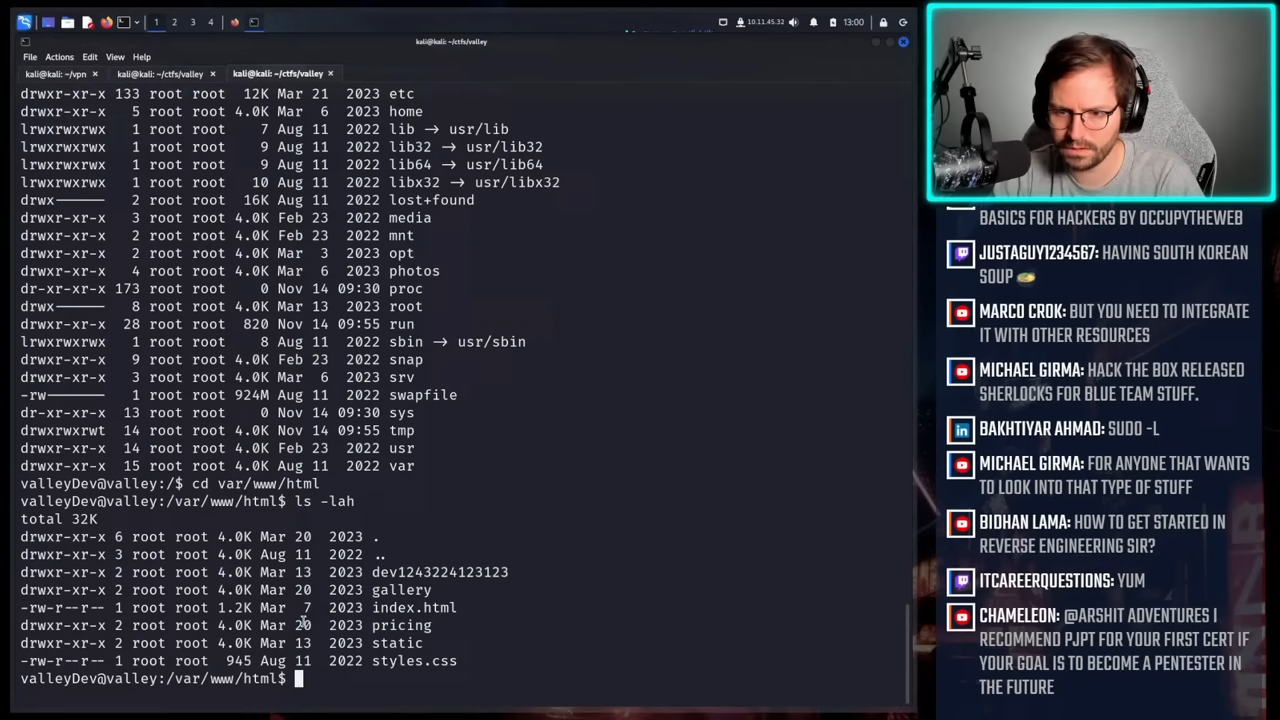 1 2 3 4
10.11.45.32
13:00
kali@kali: ~/ctfs/valley
File Actions Edit View Help
kali@kali: ~/vpn × kali@kali: ~/ctfs/valley × kali@kali: ~/ctfs/valley ×
drwxr-xr-x 133 root root 12K Mar 21 2023 etc
drwxr-xr-x 5 root root 4.0K Mar 6 2023 home
lrwxrwxrwx 1 root root 7 Aug 11 2022 lib → usr/lib
lrwxrwxrwx 1 root root 9 Aug 11 2022 lib32 → usr/lib32
lrwxrwxrwx 1 root root 9 Aug 11 2022 lib64 → usr/lib64
lrwxrwxrwx 1 root root 10 Aug 11 2022 libx32 → usr/libx32
drwx------ 2 root root 16K Aug 11 2022 lost+found
drwxr-xr-x 3 root root 4.0K Feb 23 2023 media
drwxr-xr-x 2 root root 4.0K Feb 23 2023 mnt
drwxr-xr-x 2 root root 4.0K Mar 3 2023 opt
drwxr-xr-x 4 root root 4.0K Mar 6 2023 photos
dr-xr-xr-x 173 root root 0 Nov 14 09:30 proc
drwx------ 8 root root 4.0K Mar 13 2023 root
drwxr-xr-x 28 root root 820 Nov 14 09:55 run
lrwxrwxrwx 1 root root 8 Aug 11 2022 sbin → usr/sbin
drwxr-xr-x 9 root root 4.0K Feb 23 2023 snap
drwxr-xr-x 3 root root 4.0K Mar 6 2023 srv
-rw------- 1 root root 924M Aug 11 2022 swapfile
dr-xr-xr-x 13 root root 0 Nov 14 09:30 sys
drwxrwxrwt 14 root root 4.0K Nov 14 09:55 tmp
drwxr-xr-x 14 root root 4.0K Feb 23 2023 usr
drwxr-xr-x 15 root root 4.0K Aug 11 2022 var
valleyDev@valley:/$ cd var/www/html
valleyDev@valley:/var/www/html$ ls -lah
total 32K
drwxr-xr-x 6 root root 4.0K Mar 20 2023 .
drwxr-xr-x 3 root root 4.0K Aug 11 2022 ..
drwxr-xr-x 2 root root 4.0K Mar 13 2023 dev1243224123123
drwxr-xr-x 2 root root 4.0K Mar 20 2023 gallery
-rw-r--r-- 1 root root 1.2K Mar 7 2023 index.html
drwxr-xr-x 2 root root 4.0K Mar 20 2023 pricing
drwxr-xr-x 2 root root 4.0K Mar 13 2023 static
-rw-r--r-- 1 root root 945 Aug 11 2022 styles.css
valleyDev@valley:/var/www/html$
BASICS FOR HACKERS BY OCCUPYTHEWEB
JUSTAGUY1234567: HAVING SOUTH KOREAN
SOUP
MARCO CROK: BUT YOU NEED TO INTEGRATE
IT WITH OTHER RESOURCES
MICHAEL GIRMA: HACK THE BOX RELEASED
SHERLOCKS FOR BLUE TEAM STUFF.
BAKHTIYAR AHMAD: SUDO -L
MICHAEL GIRMA: FOR ANYONE THAT WANTS
TO LOOK INTO THAT TYPE OF STUFF
BIDHAN LAMA: HOW TO GET STARTED IN
REVERSE ENGINEERING SIR?
ITCAREERQUESTIONS: YUM
CHAMELEON: @ARSHIT ADVENTURES I
RECOMMEND PJPT FOR YOUR FIRST CERT IF
YOUR GOAL IS TO BECOME A PENTESTER IN
THE FUTURE